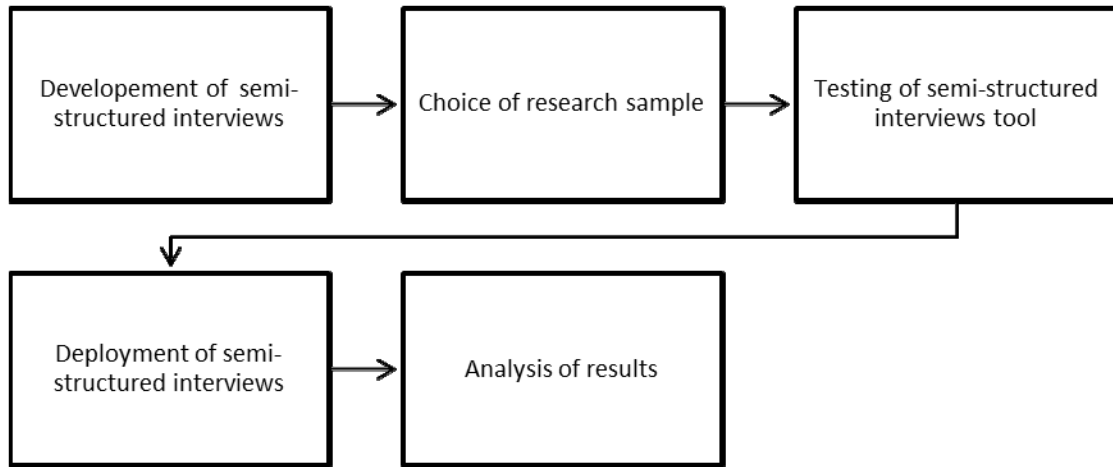 Developement of semi-
structured interviews
Choice of research sample
Testing of semi-structured
interviews tool
Deployment of semi-
structured interviews
Analysis of results